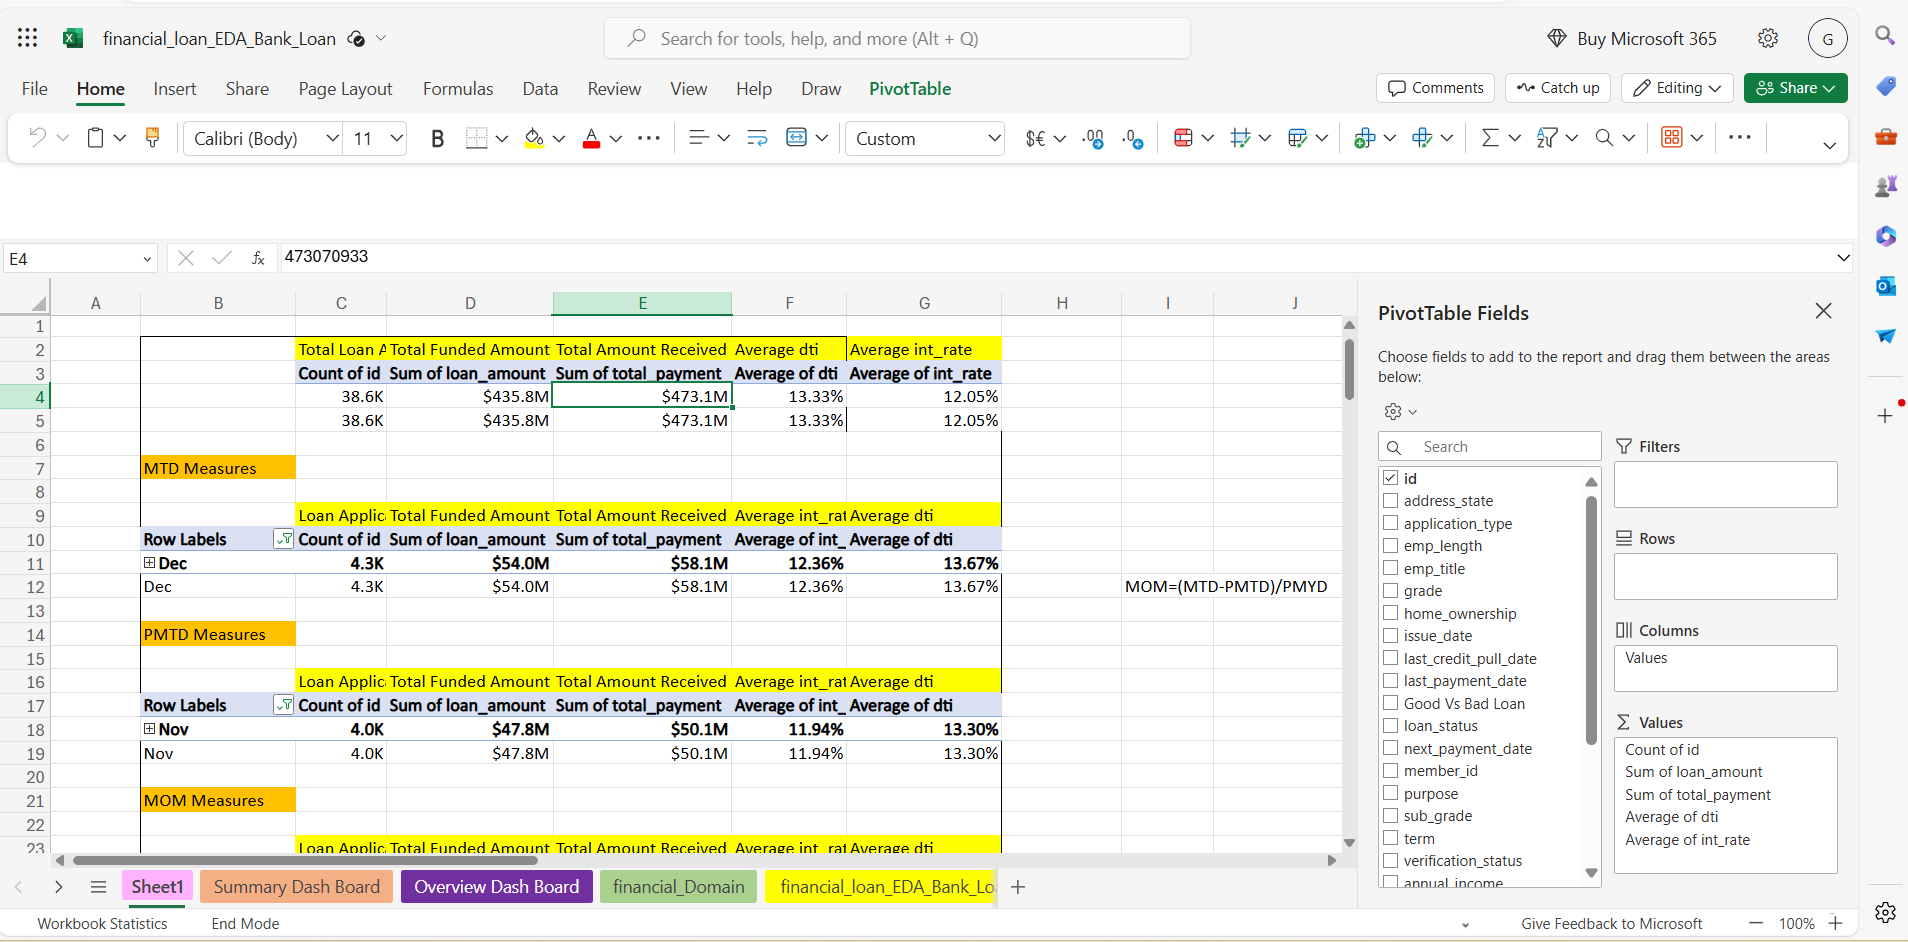 financial_loan_EDA_Bank_Loan
Search for tools, help, and more (Alt + Q)
Buy Microsoft 365
G
File Home Insert Share Page Layout Formulas Data Review View Help Draw PivotTable
Comments Catch up Editing Share
Calibri (Body) 11 B A Custom $€
E4 fx 473070933
A B C D E F G H I J
1
2 Total Loan A Total Funded Amount Total Amount Received Average dti Average int_rate
3 Count of id Sum of loan_amount Sum of total_payment Average of dti Average of int_rate
4 38.6K $435.8M $473.1M 13.33% 12.05%
5 38.6K $435.8M $473.1M 13.33% 12.05%
6
7 MTD Measures
8
9 Loan Applic Total Funded Amount Total Amount Received Average int_rat Average dti
10 Row Labels Count of id Sum of loan_amount Sum of total_payment Average of int_ Average of dti
11 Dec 4.3K $54.0M $58.1M 12.36% 13.67%
12 Dec 4.3K $54.0M $58.1M 12.36% 13.67% MOM=(MTD-PMTD)/PMYD
13
14 PMTD Measures
15
16 Loan Applic Total Funded Amount Total Amount Received Average int_rat Average dti
17 Row Labels Count of id Sum of loan_amount Sum of total_payment Average of int_ Average of dti
18 Nov 4.0K $47.8M $50.1M 11.94% 13.30%
19 Nov 4.0K $47.8M $50.1M 11.94% 13.30%
20
21 MOM Measures
22
23 Loan Applica Total Funded Amount Total Amount Received Average int_rat Average dti
PivotTable Fields
Choose fields to add to the report and drag them between the areas
below:
Search
id
address_state
application_type
emp_length
emp_title
grade
home_ownership
issue_date
last_credit_pull_date
last_payment_date
Good Vs Bad Loan
loan_status
next_payment_date
member_id
purpose
sub_grade
term
verification_status
annual_income
Filters
Rows
Columns
Values
Values
Count of id
Sum of loan_amount
Sum of total_payment
Average of dti
Average of int_rate
Sheet1 Summary Dash Board Overview Dash Board financial_Domain financial_loan_EDA_Bank_Lo
Workbook Statistics End Mode Give Feedback to Microsoft 100%